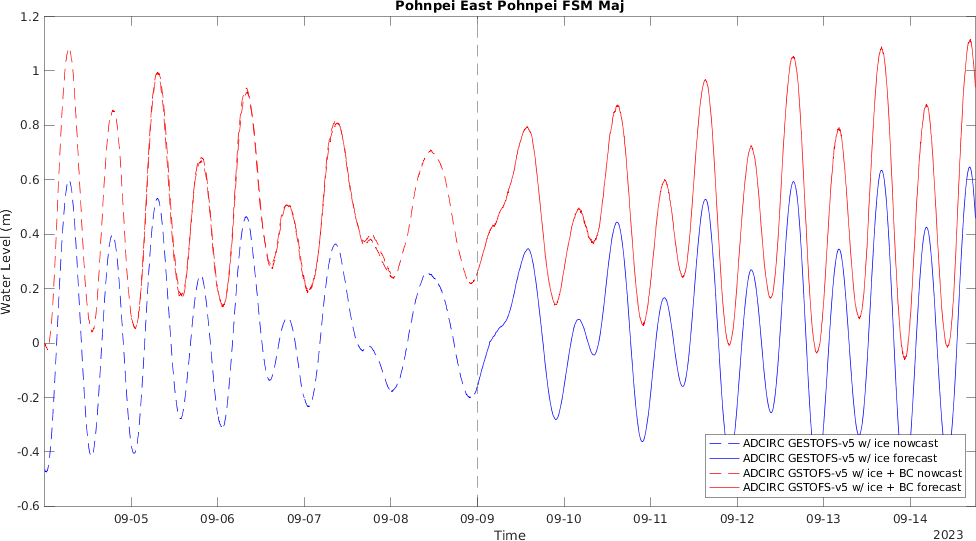 Pohnpei East Pohnpei FSM Maj
1.2
1
0.8
0.6
0.4
0.2
0
-0.2
-0.4
-0.6
Water Level (m)
ADCIRC GESTOFS-v5 w/ ice nowcast
ADCIRC GESTOFS-v5 w/ ice forecast
ADCIRC GSTOFS-v5 w/ ice + BC nowcast
ADCIRC GSTOFS-v5 w/ ice + BC forecast
09-05 09-06 09-07 09-08 09-09 09-10 09-11 09-12 09-13 09-14
Time
2023